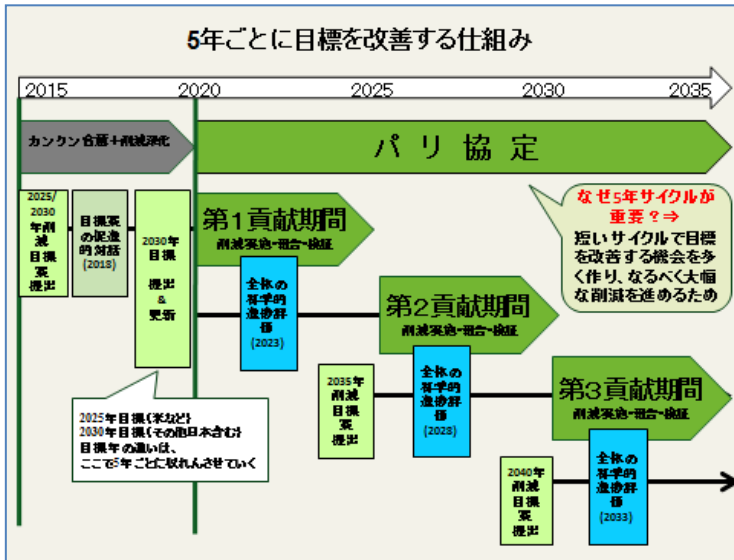 5年ごとに目標を改善する仕組み
2015
2020
2025
2030
2035
カンクン合意+削減深化
パリ協定
2025/
2030
年削減
目標案
提出
目標案
の促進
的対話
(2018)
2030年
目標
提出
&
更新
第1貢献期間
削減実施・報告・検証
全体の
科学的
進捗評
価
(2023)
なぜ5年サイクルが
重要?⇒
短いサイクルで目標
を改善する機会を多
く作り、なるべく大幅
な削減を進めるため
第2貢献期間
削減実施・報告・検証
2035年
削減
目標案
提出
全体の
科学的
進捗評
価
(2028)
第3貢献期間
削減実施・報告・検証
2025年目標(米など)
2030年目標(その他日本含む)
目標年の違いは、
ここで5年ごとに収れんさせていく
2040年
削減
目標案
提出
全体の
科学的
進捗評
価
(2033)